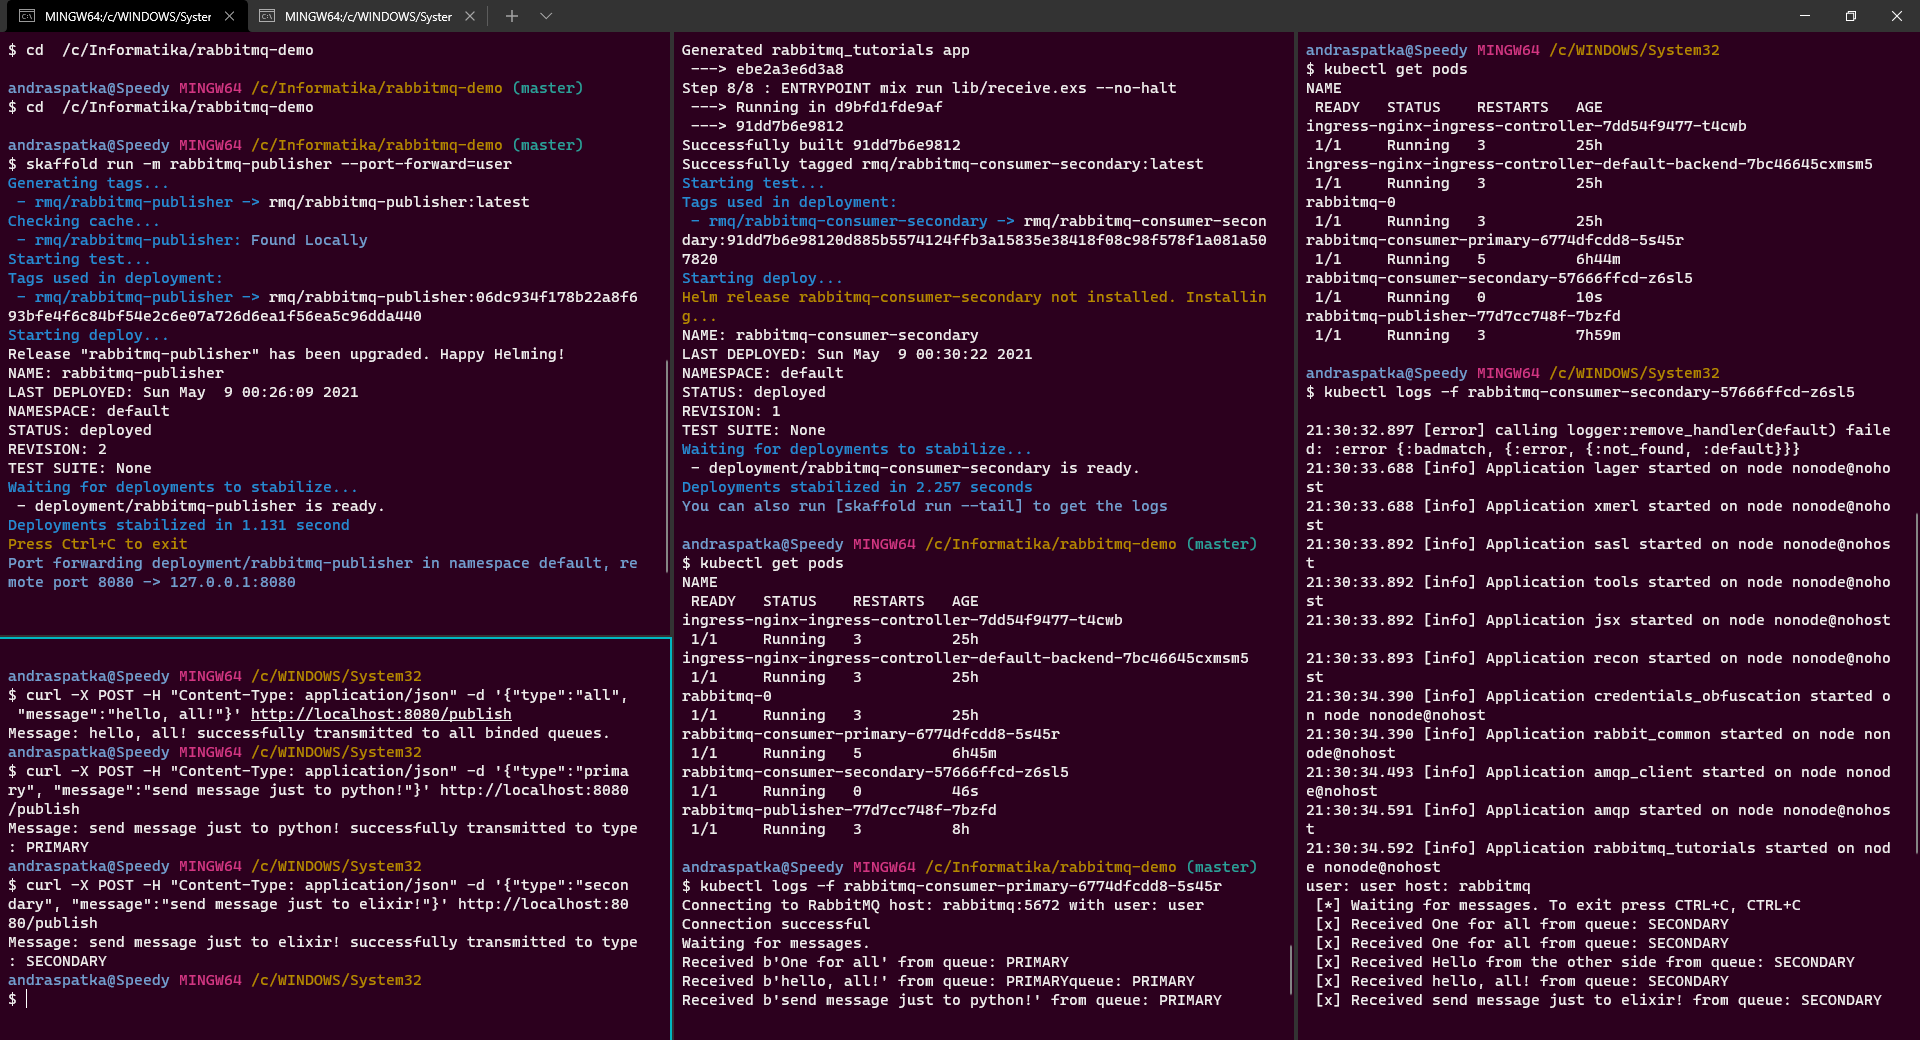 MINGW64:/c/WINDOWS/Syster
MINGW64:/c/WINDOWS/Syster
$ cd  /c/Informatika/rabbitmq-demo
andraspatka@Speedy MINGW64 /c/Informatika/rabbitmq-demo (master)
$ cd  /c/Informatika/rabbitmq-demo
andraspatka@Speedy MINGW64 /c/Informatika/rabbitmq-demo (master)
$ skaffold run -m rabbitmq-publisher --port-forward=user
Generating tags...
 - rmq/rabbitmq-publisher -> rmq/rabbitmq-publisher:latest
Checking cache...
 - rmq/rabbitmq-publisher: Found Locally
Starting test...
Tags used in deployment:
 - rmq/rabbitmq-publisher -> rmq/rabbitmq-publisher:06dc934f178b22a8f6
93bfe4f6c84bf54e2c6e07a726d6ea1f56ea5c96dda440
Starting deploy...
Release "rabbitmq-publisher" has been upgraded. Happy Helming!
NAME: rabbitmq-publisher
LAST DEPLOYED: Sun May  9 00:26:09 2021
NAMESPACE: default
STATUS: deployed
REVISION: 2
TEST SUITE: None
Waiting for deployments to stabilize...
 - deployment/rabbitmq-publisher is ready.
Deployments stabilized in 1.131 second
Press Ctrl+C to exit
Port forwarding deployment/rabbitmq-publisher in namespace default, re
mote port 8080 -> 127.0.0.1:8080
andraspatka@Speedy MINGW64 /c/WINDOWS/System32
$ curl -X POST -H "Content-Type: application/json" -d '{"type":"all",
 "message":"hello, all!"}' http://localhost:8080/publish
Message: hello, all! successfully transmitted to all binded queues.
andraspatka@Speedy MINGW64 /c/WINDOWS/System32
$ curl -X POST -H "Content-Type: application/json" -d '{"type":"prima
ry", "message":"send message just to python!"}' http://localhost:8080
/publish
Message: send message just to python! successfully transmitted to type
: PRIMARY
andraspatka@Speedy MINGW64 /c/WINDOWS/System32
$ curl -X POST -H "Content-Type: application/json" -d '{"type":"secon
dary", "message":"send message just to elixir!"}' http://localhost:80
80/publish
Message: send message just to elixir! successfully transmitted to type
: SECONDARY
andraspatka@Speedy MINGW64 /c/WINDOWS/System32
$
Generated rabbitmq_tutorials app
 ---> ebe2a3e6d3a8
Step 8/8 : ENTRYPOINT mix run lib/receive.exs --no-halt
 ---> Running in d9bfd1fde9af
 ---> 91dd7b6e9812
Successfully built 91dd7b6e9812
Successfully tagged rmq/rabbitmq-consumer-secondary:latest
Starting test...
Tags used in deployment:
 - rmq/rabbitmq-consumer-secondary -> rmq/rabbitmq-consumer-secon
dary:91dd7b6e98120d885b5574124ffb3a15835e38418f08c98f578f1a081a50
7820
Starting deploy...
Helm release rabbitmq-consumer-secondary not installed. Installin
g...
NAME: rabbitmq-consumer-secondary
LAST DEPLOYED: Sun May  9 00:30:22 2021
NAMESPACE: default
STATUS: deployed
REVISION: 1
TEST SUITE: None
Waiting for deployments to stabilize...
 - deployment/rabbitmq-consumer-secondary is ready.
Deployments stabilized in 2.257 seconds
You can also run [skaffold run --tail] to get the logs
andraspatka@Speedy MINGW64 /c/Informatika/rabbitmq-demo (master)
$ kubectl get pods
NAME
 READY   STATUS    RESTARTS   AGE
ingress-nginx-ingress-controller-7dd54f9477-t4cwb
 1/1     Running   3          25h
ingress-nginx-ingress-controller-default-backend-7bc46645cxmsm5
 1/1     Running   3          25h
rabbitmq-0
 1/1     Running   3          25h
rabbitmq-consumer-primary-6774dfcdd8-5s45r
 1/1     Running   5          6h45m
rabbitmq-consumer-secondary-57666ffcd-z6sl5
 1/1     Running   0          46s
rabbitmq-publisher-77d7cc748f-7bzfd
 1/1     Running   3          8h
andraspatka@Speedy MINGW64 /c/Informatika/rabbitmq-demo (master)
$ kubectl logs -f rabbitmq-consumer-primary-6774dfcdd8-5s45r
Connecting to RabbitMQ host: rabbitmq:5672 with user: user
Connection successful
Waiting for messages.
Received b'One for all' from queue: PRIMARY
Received b'hello, all!' from queue: PRIMARYqueue: PRIMARY
Received b'send message just to python!' from queue: PRIMARY
andraspatka@Speedy MINGW64 /c/WINDOWS/System32
$ kubectl get pods
NAME
 READY   STATUS    RESTARTS   AGE
ingress-nginx-ingress-controller-7dd54f9477-t4cwb
 1/1     Running   3          25h
ingress-nginx-ingress-controller-default-backend-7bc46645cxmsm5
 1/1     Running   3          25h
rabbitmq-0
 1/1     Running   3          25h
rabbitmq-consumer-primary-6774dfcdd8-5s45r
 1/1     Running   5          6h44m
rabbitmq-consumer-secondary-57666ffcd-z6sl5
 1/1     Running   0          10s
rabbitmq-publisher-77d7cc748f-7bzfd
 1/1     Running   3          7h59m
andraspatka@Speedy MINGW64 /c/WINDOWS/System32
$ kubectl logs -f rabbitmq-consumer-secondary-57666ffcd-z6sl5
21:30:32.897 [error] calling logger:remove_handler(default) faile
d: :error {:badmatch, {:error, {:not_found, :default}}}
21:30:33.688 [info] Application lager started on node nonode@noho
st
21:30:33.688 [info] Application xmerl started on node nonode@noho
st
21:30:33.892 [info] Application sasl started on node nonode@nohos
t
21:30:33.892 [info] Application tools started on node nonode@noho
st
21:30:33.892 [info] Application jsx started on node nonode@nohost
21:30:33.893 [info] Application recon started on node nonode@noho
st
21:30:34.390 [info] Application credentials_obfuscation started o
n node nonode@nohost
21:30:34.390 [info] Application rabbit_common started on node non
ode@nohost
21:30:34.493 [info] Application amqp_client started on node nonod
e@nohost
21:30:34.591 [info] Application amqp started on node nonode@nohos
t
21:30:34.592 [info] Application rabbitmq_tutorials started on nod
e nonode@nohost
user: user host: rabbitmq
 [*] Waiting for messages. To exit press CTRL+C, CTRL+C
 [x] Received One for all from queue: SECONDARY
 [x] Received One for all from queue: SECONDARY
 [x] Received Hello from the other side from queue: SECONDARY
 [x] Received hello, all! from queue: SECONDARY
 [x] Received send message just to elixir! from queue: SECONDARY